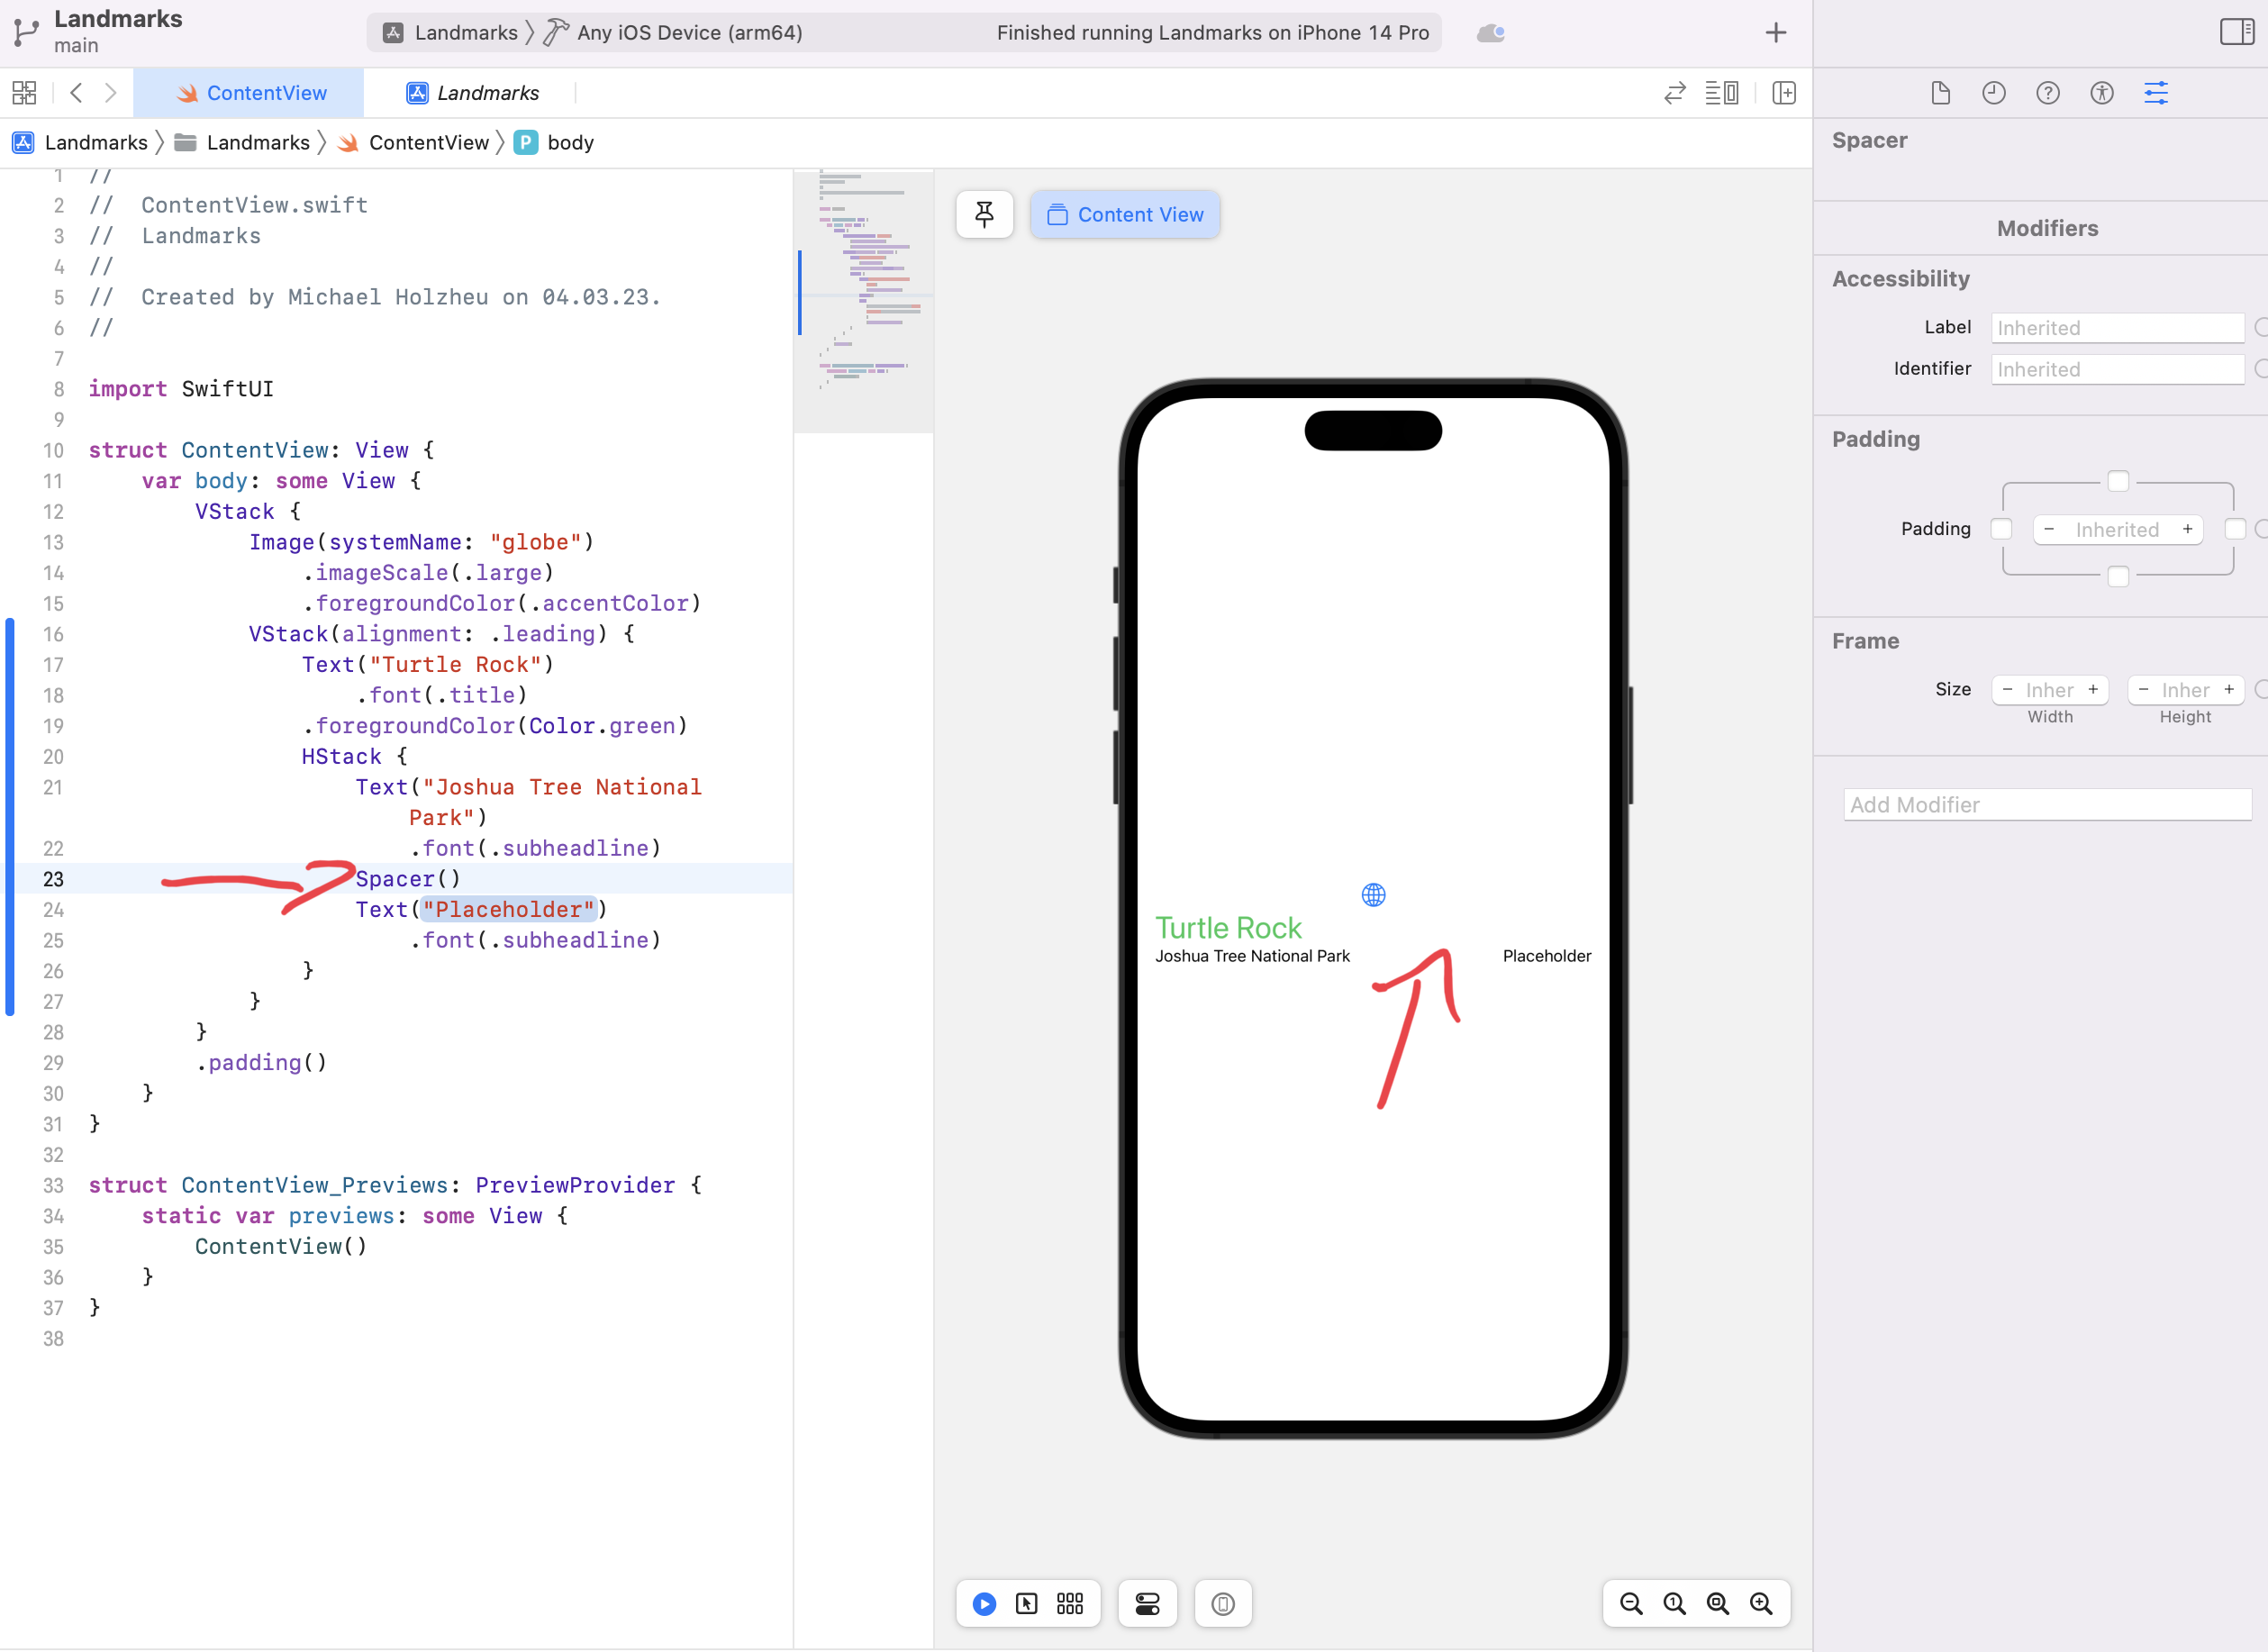 Landmarks
main
Landmarks 〉 Any iOS Device (arm64)
Finished running Landmarks on iPhone 14 Pro
ContentView
Landmarks
Landmarks 〉 Landmarks 〉 ContentView 〉 P body
1 //
2 //  ContentView.swift
3 //  Landmarks
4 //
5 //  Created by Michael Holzheu on 04.03.23.
6 //
7
8 import SwiftUI
9
10 struct ContentView: View {
11     var body: some View {
12         VStack {
13             Image(systemName: "globe")
14                 .imageScale(.large)
15                 .foregroundColor(.accentColor)
16             VStack(alignment: .leading) {
17                 Text("Turtle Rock")
18                     .font(.title)
19                 .foregroundColor(Color.green)
20                 HStack {
21                     Text("Joshua Tree National
Park")
22                         .font(.subheadline)
23                     Spacer()
24                     Text("Placeholder")
25                         .font(.subheadline)
26                 }
27             }
28         }
29         .padding()
30     }
31 }
32
33 struct ContentView_Previews: PreviewProvider {
34     static var previews: some View {
35         ContentView()
36     }
37 }
38
Content View
Turtle Rock
Joshua Tree National Park
Placeholder
Spacer
Modifiers
Accessibility
Label Inherited
Identifier Inherited
Padding
Padding − Inherited +
Frame
Size − Inher + − Inher +
Width Height
Add Modifier